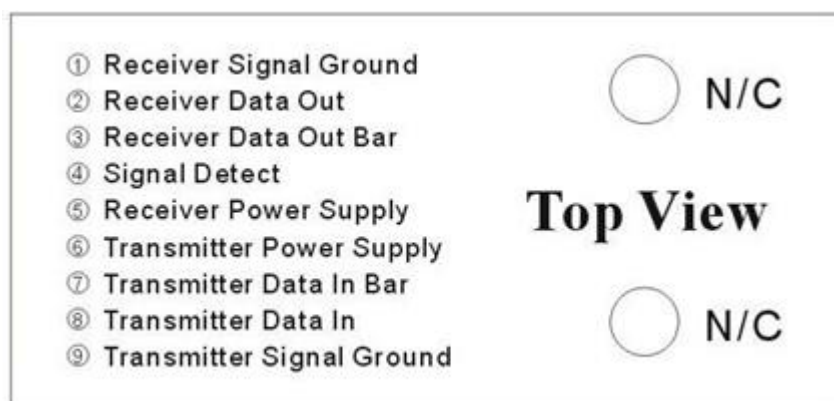 ① Receiver Signal Ground
② Receiver Data Out
③ Receiver Data Out Bar
④ Signal Detect
⑤ Receiver Power Supply
⑥ Transmitter Power Supply
⑦ Transmitter Data In Bar
⑧ Transmitter Data In
⑨ Transmitter Signal Ground
N/C
Top View
N/C